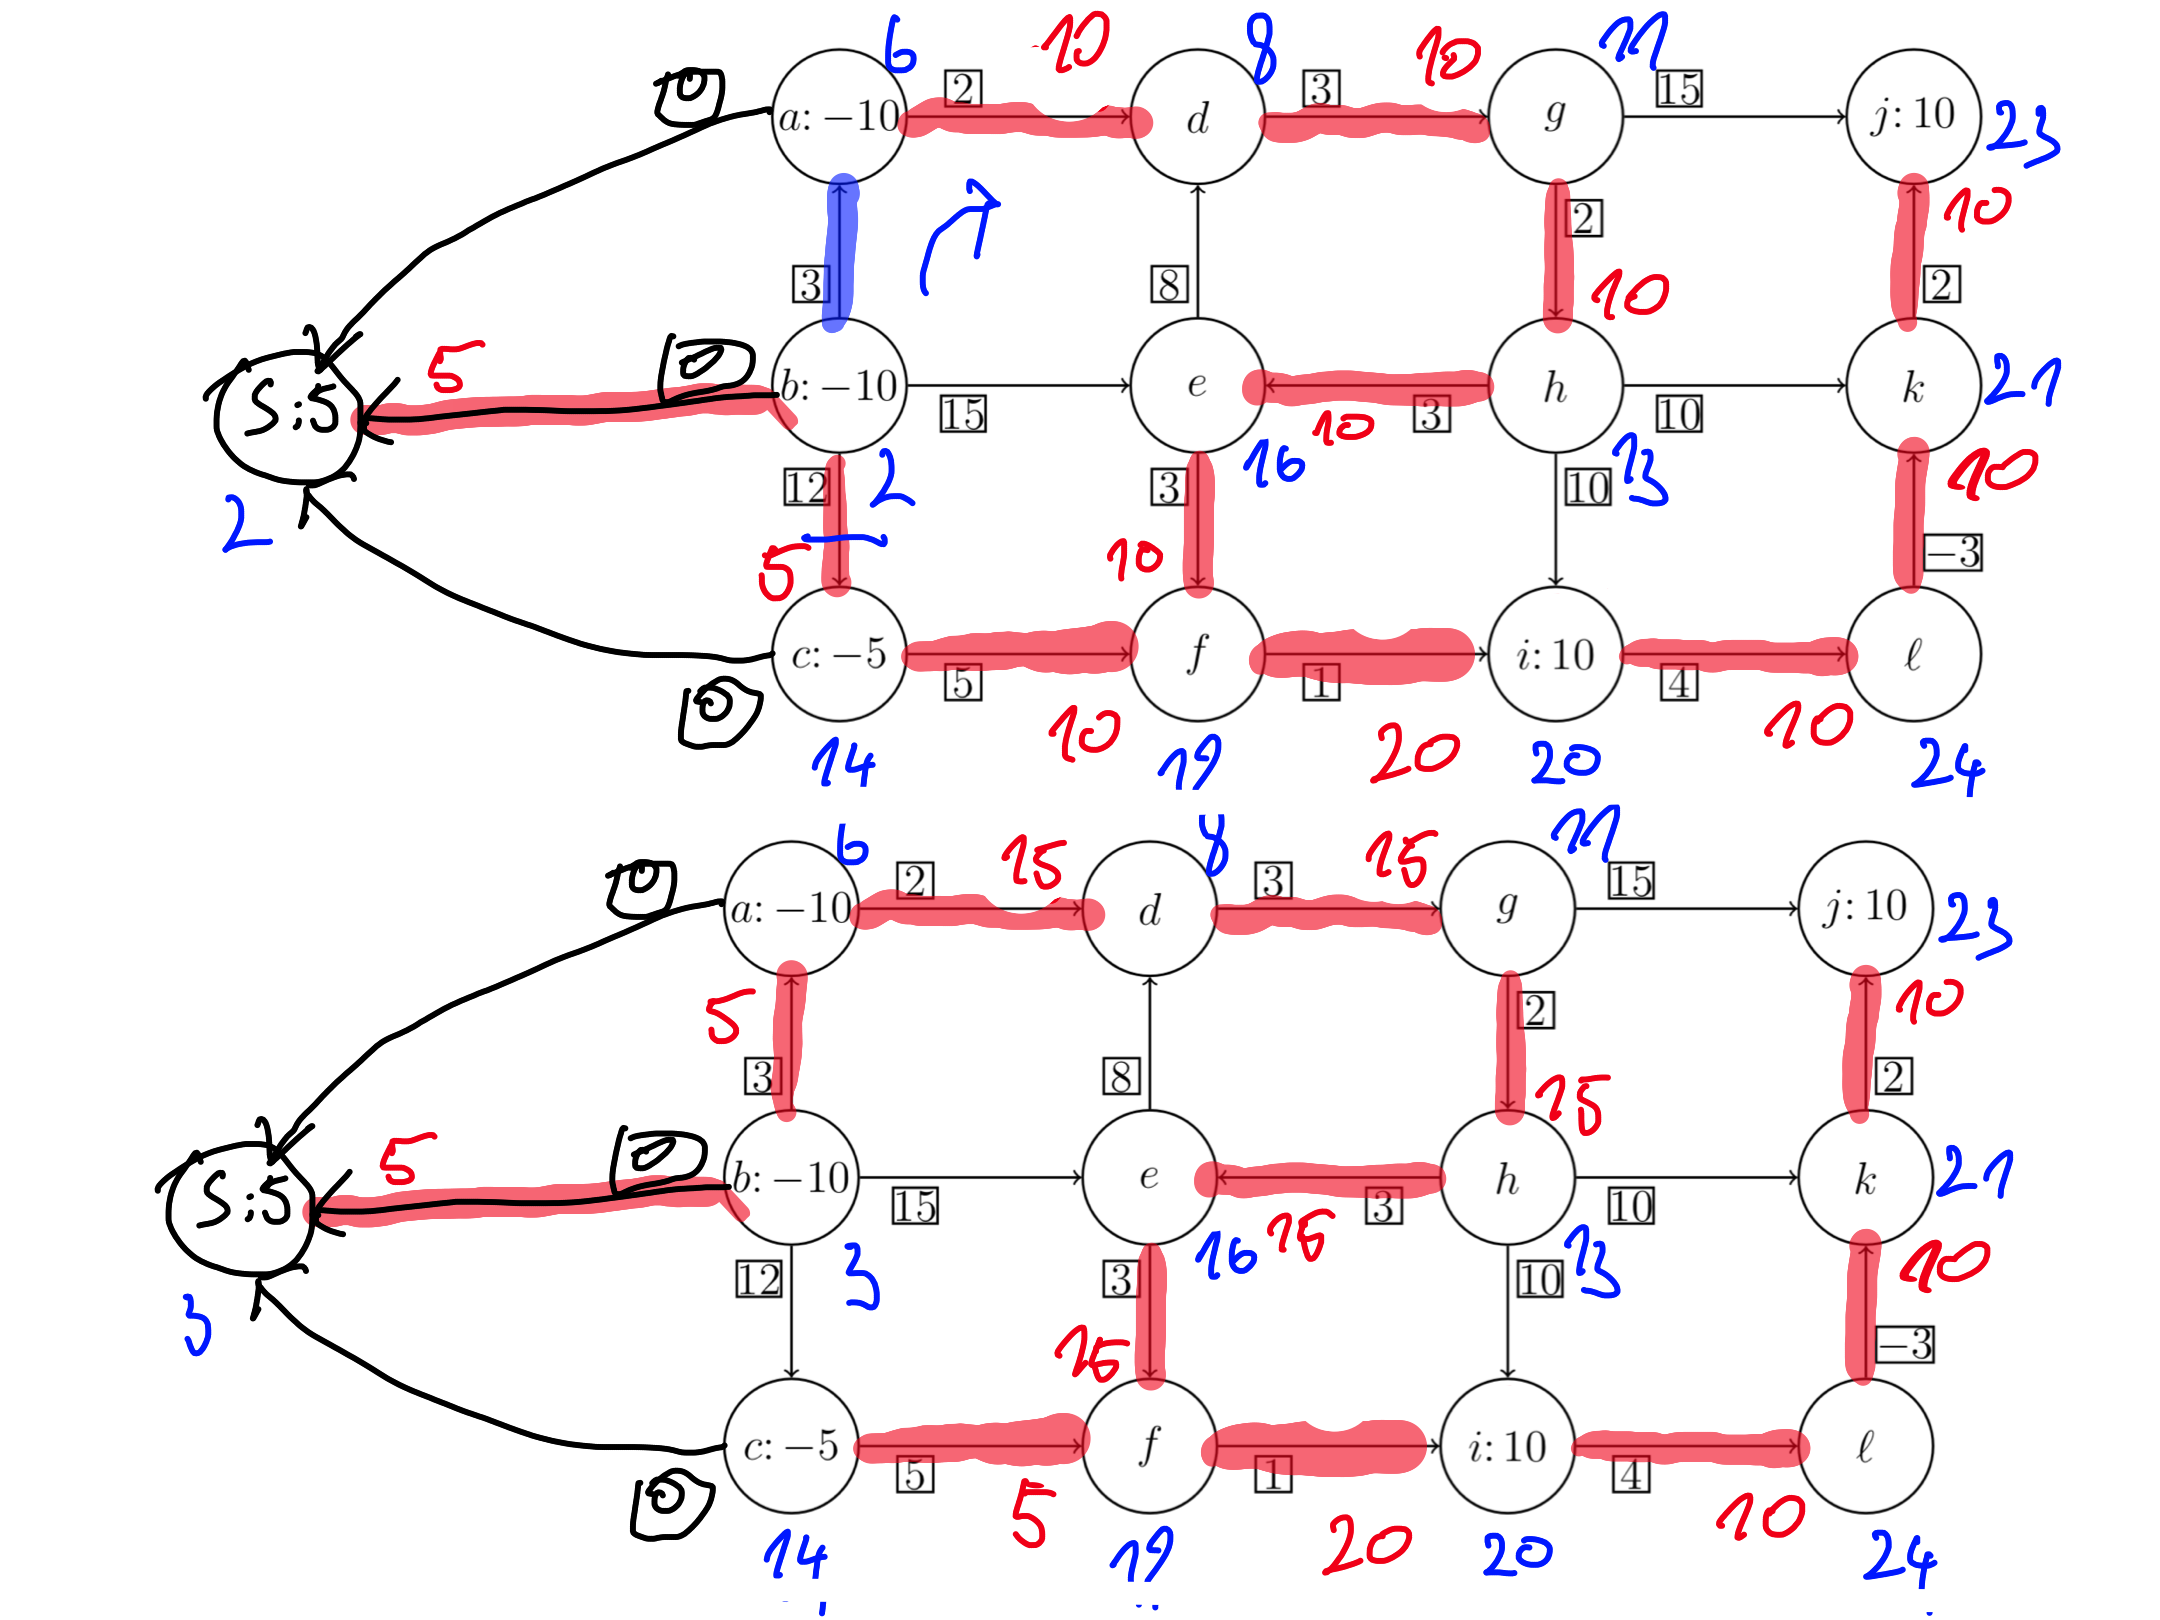 6 10 8 10 11
0 2 3 15
a: −10 d g j: 10 23
2 10
3 8 10 2
5 0
S:5 b: −10 e h k 21
15 10 3 10
2 12 2 3 16 10 13 10
5 10 −3
c: −5 f i: 10 ℓ
0 5 1 4
14 10 19 20 20 10 24
6 15 8 15 11
0 2 3 15
a: −10 d g j: 10 23
5 2 10
3 8 15 2
5 0
S:5 b: −10 e h k 21
15 15 3 10
3 12 3 3 16 10 13 10
15 −3
c: −5 f i: 10 ℓ
0 5 1 4
14 5 19 20 20 10 24